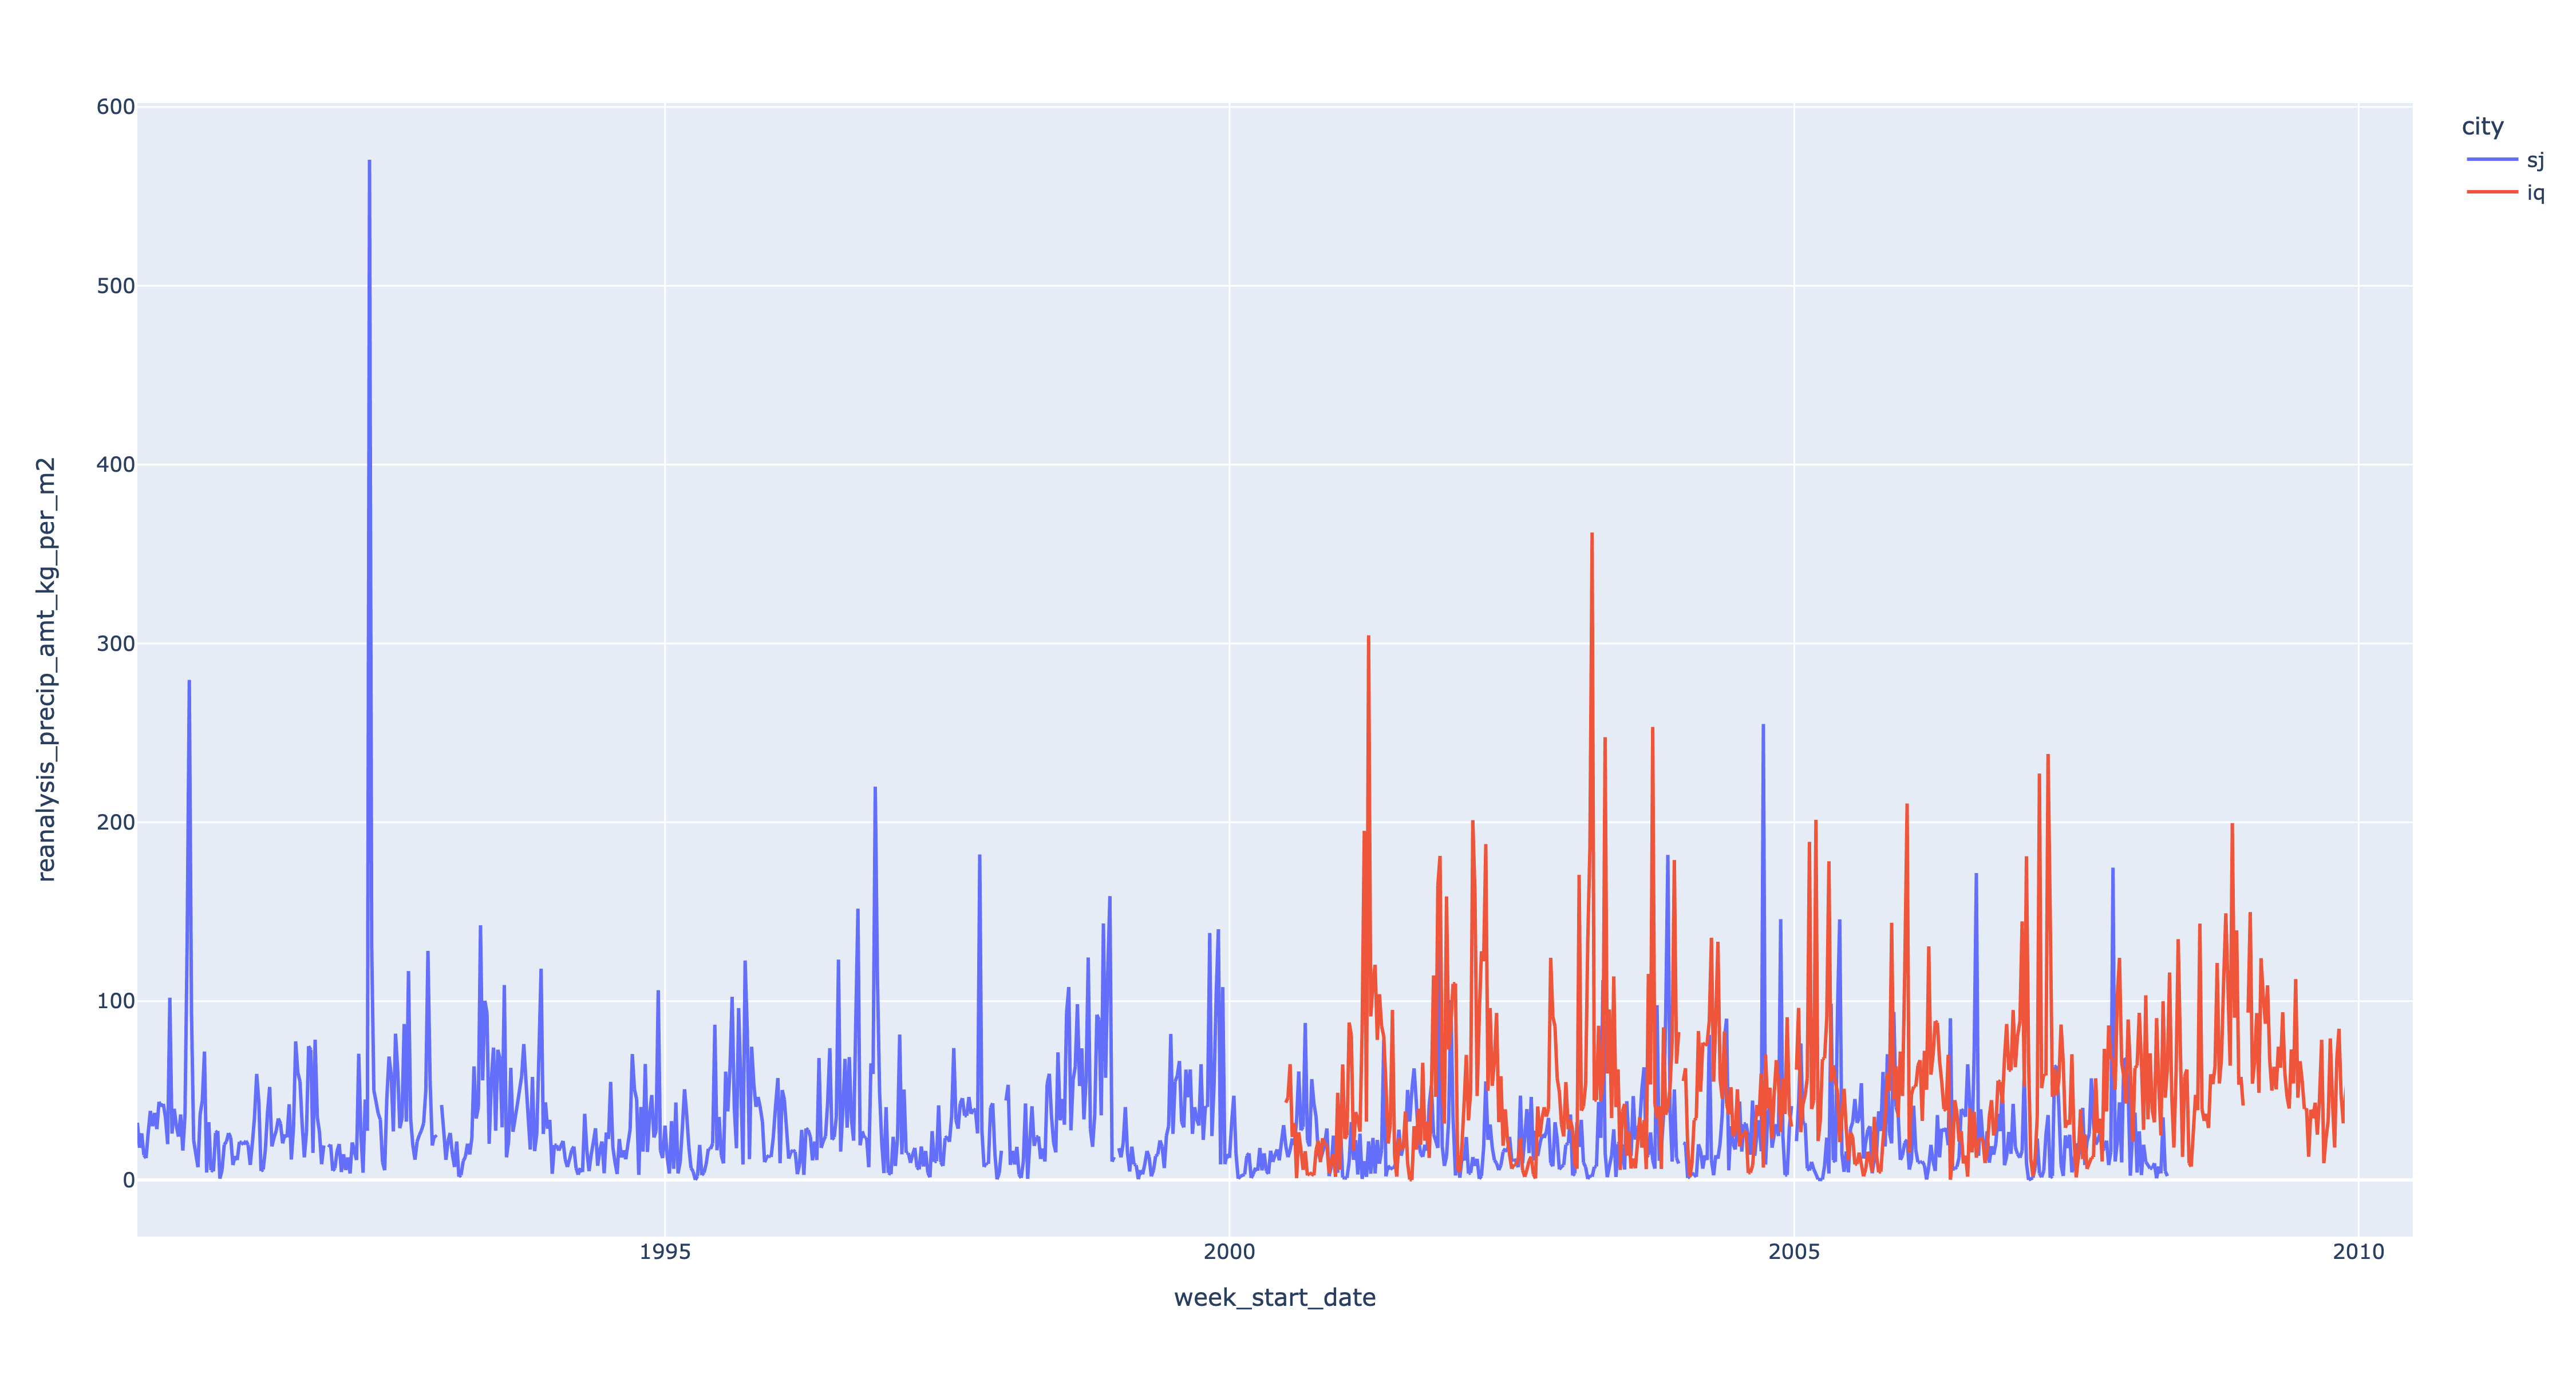 600
500
400
300
200
100
0
reanalysis_precip_amt_kg_per_m2
1995
2000
2005
2010
week_start_date
city
sj
iq